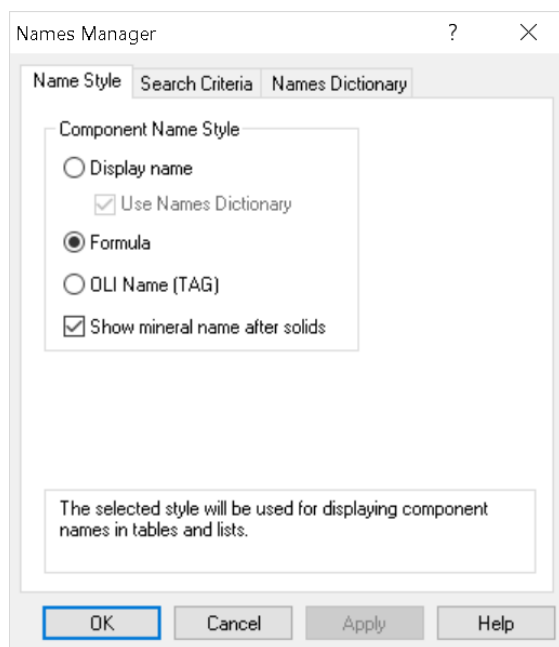 Names Manager ? ×
Name Style Search Criteria Names Dictionary
Component Name Style
Display name
Use Names Dictionary
Formula
OLI Name (TAG)
Show mineral name after solids
The selected style will be used for displaying component
names in tables and lists.
OK Cancel Apply Help